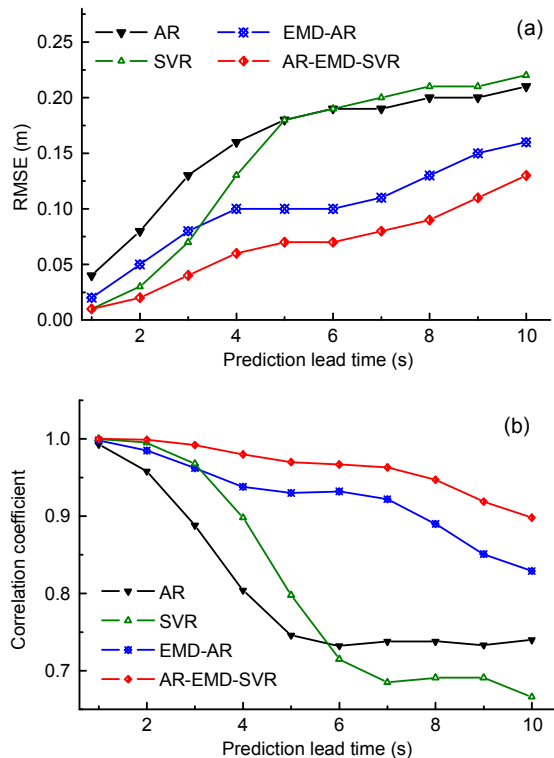 (a)
AR
EMD-AR
SVR
AR-EMD-SVR
RMSE (m)
0.20
0.15
0.10
0.05
0.00
2
4
6
8
10
Prediction lead time (s)
(b)
Correlation coefficient
1.0
0.9
0.8
0.7
AR
SVR
EMD-AR
AR-EMD-SVR
2
4
6
8
10
Prediction lead time (s)